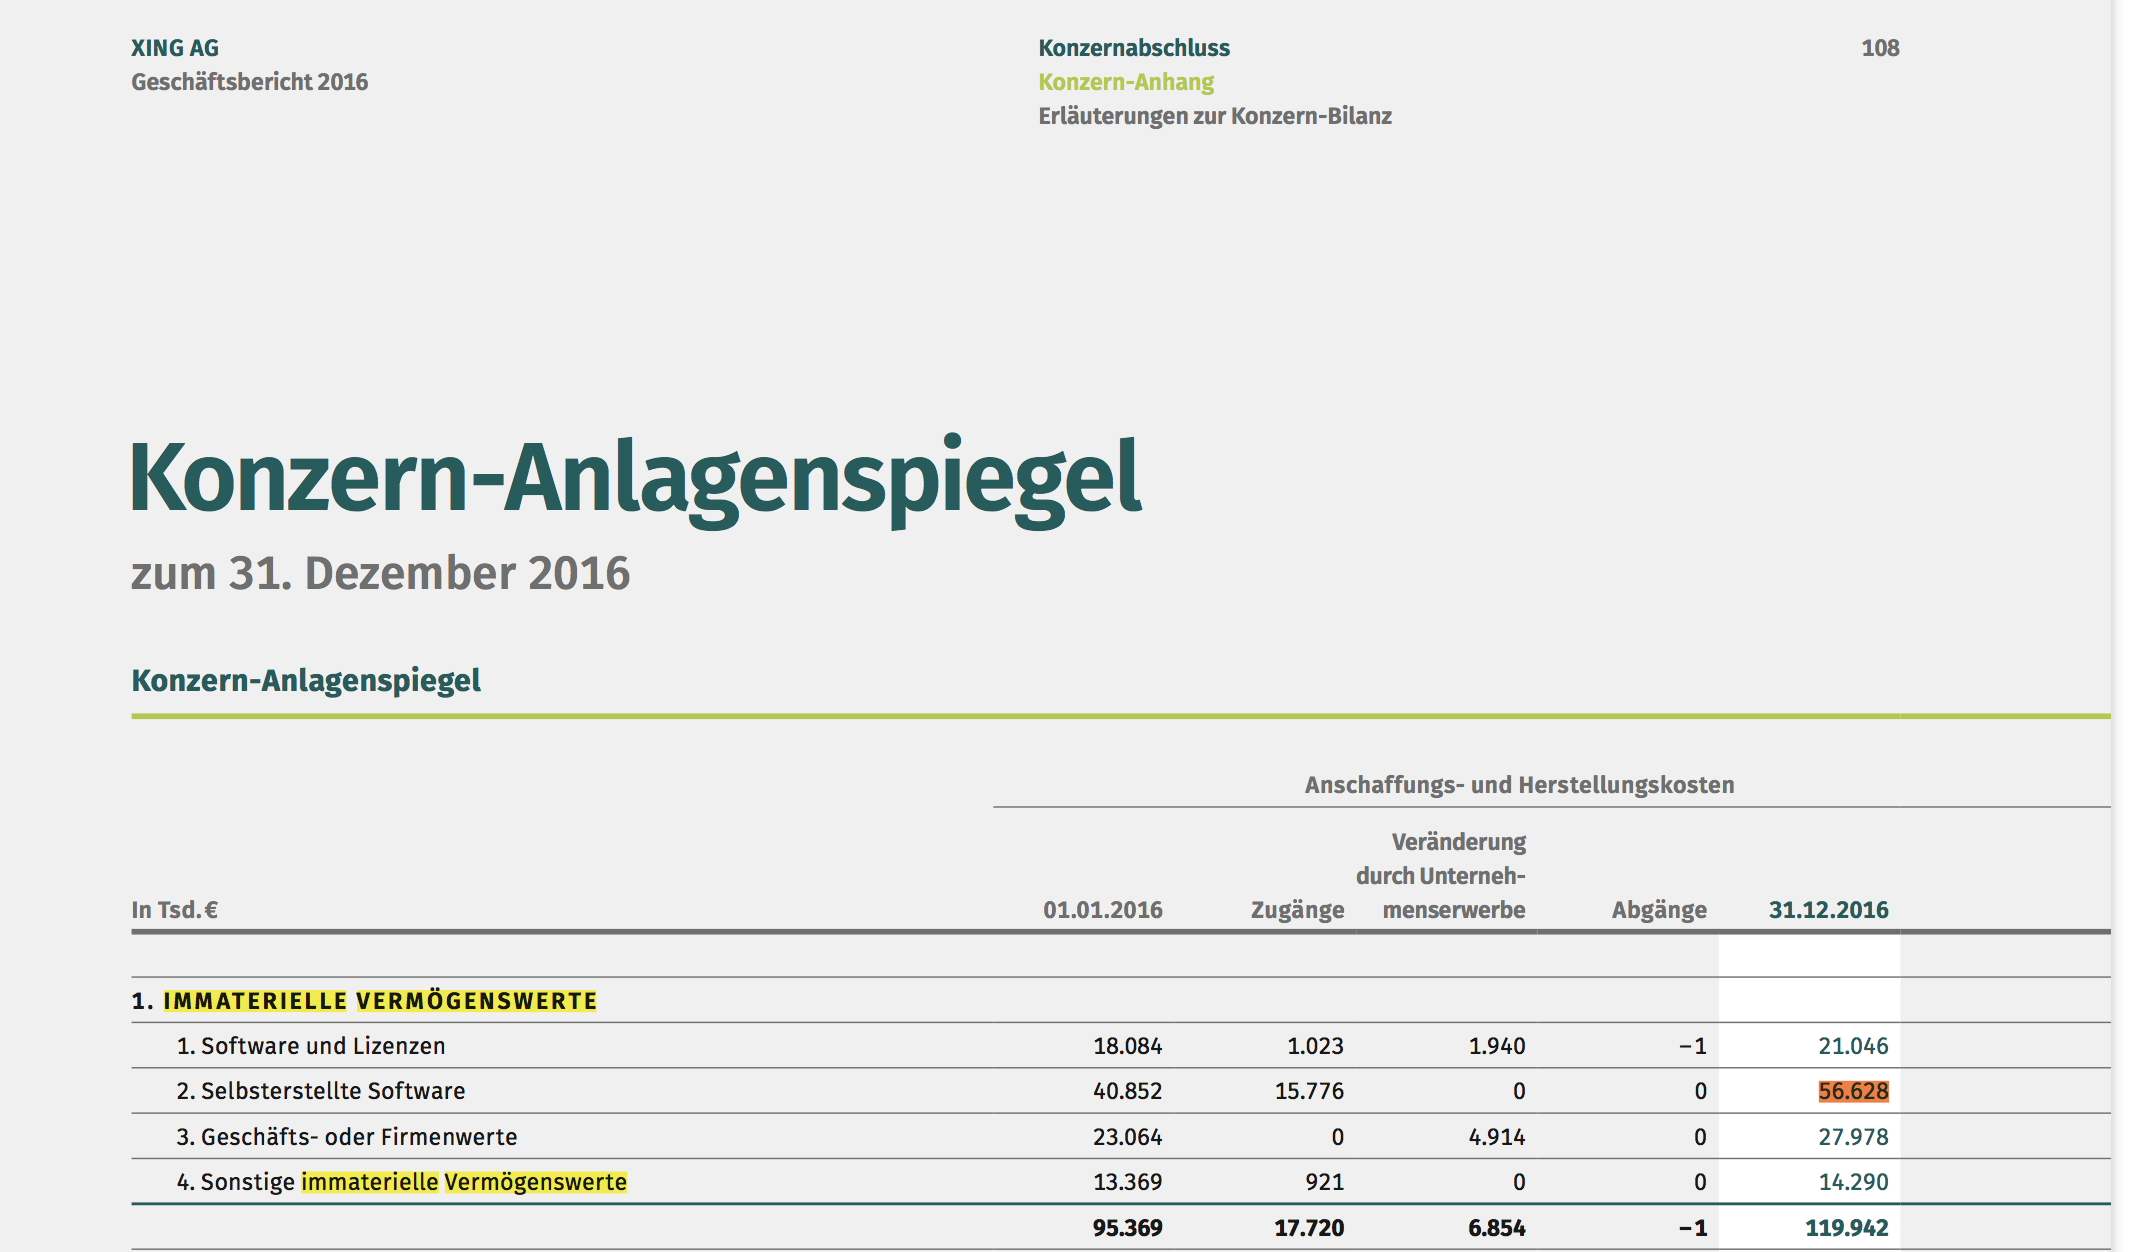 XING AG
Geschäftsbericht 2016
Konzernabschluss
Konzern-Anhang
Erläuterungen zur Konzern-Bilanz
108
Konzern-Anlagenspiegel
zum 31. Dezember 2016
Konzern-Anlagenspiegel
Anschaffungs- und Herstellungskosten
Veränderung
durch Unterneh-
In Tsd. € 01.01.2016 Zugänge menserwerbe Abgänge 31.12.2016
1. IMMATERIELLE VERMÖGENSWERTE
1. Software und Lizenzen 18.084 1.023 1.940 –1 21.046
2. Selbsterstellte Software 40.852 15.776 0 0 56.628
3. Geschäfts- oder Firmenwerte 23.064 0 4.914 0 27.978
4. Sonstige immaterielle Vermögenswerte 13.369 921 0 0 14.290
95.369 17.720 6.854 –1 119.942